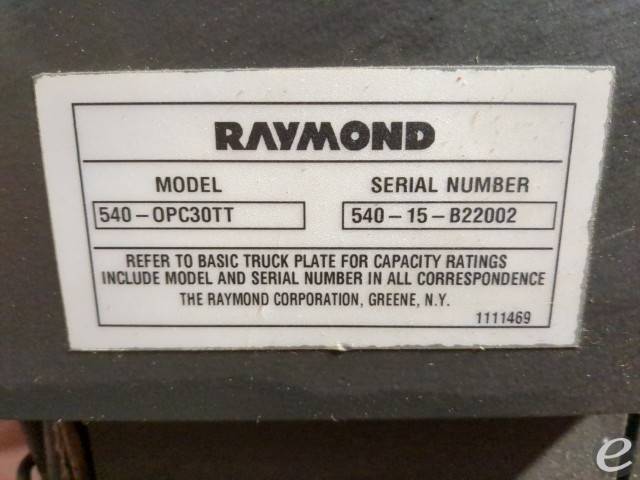 RAYMOND
MODEL SERIAL NUMBER
540-OPC30TT 540-15-B22002
REFER TO BASIC TRUCK PLATE FOR CAPACITY RATINGS
INCLUDE MODEL AND SERIAL NUMBER IN ALL CORRESPONDENCE
THE RAYMOND CORPORATION, GREENE, N.Y.
1111469
e